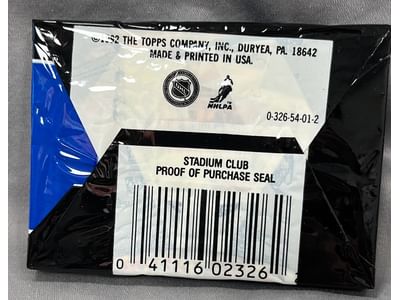 ©1992 THE TOPPS COMPANY, INC., DURYEA, PA. 18642
MADE & PRINTED IN USA.
NHLPA
0-326-54-01-2
STADIUM CLUB
PROOF OF PURCHASE SEAL
0 41116 02326